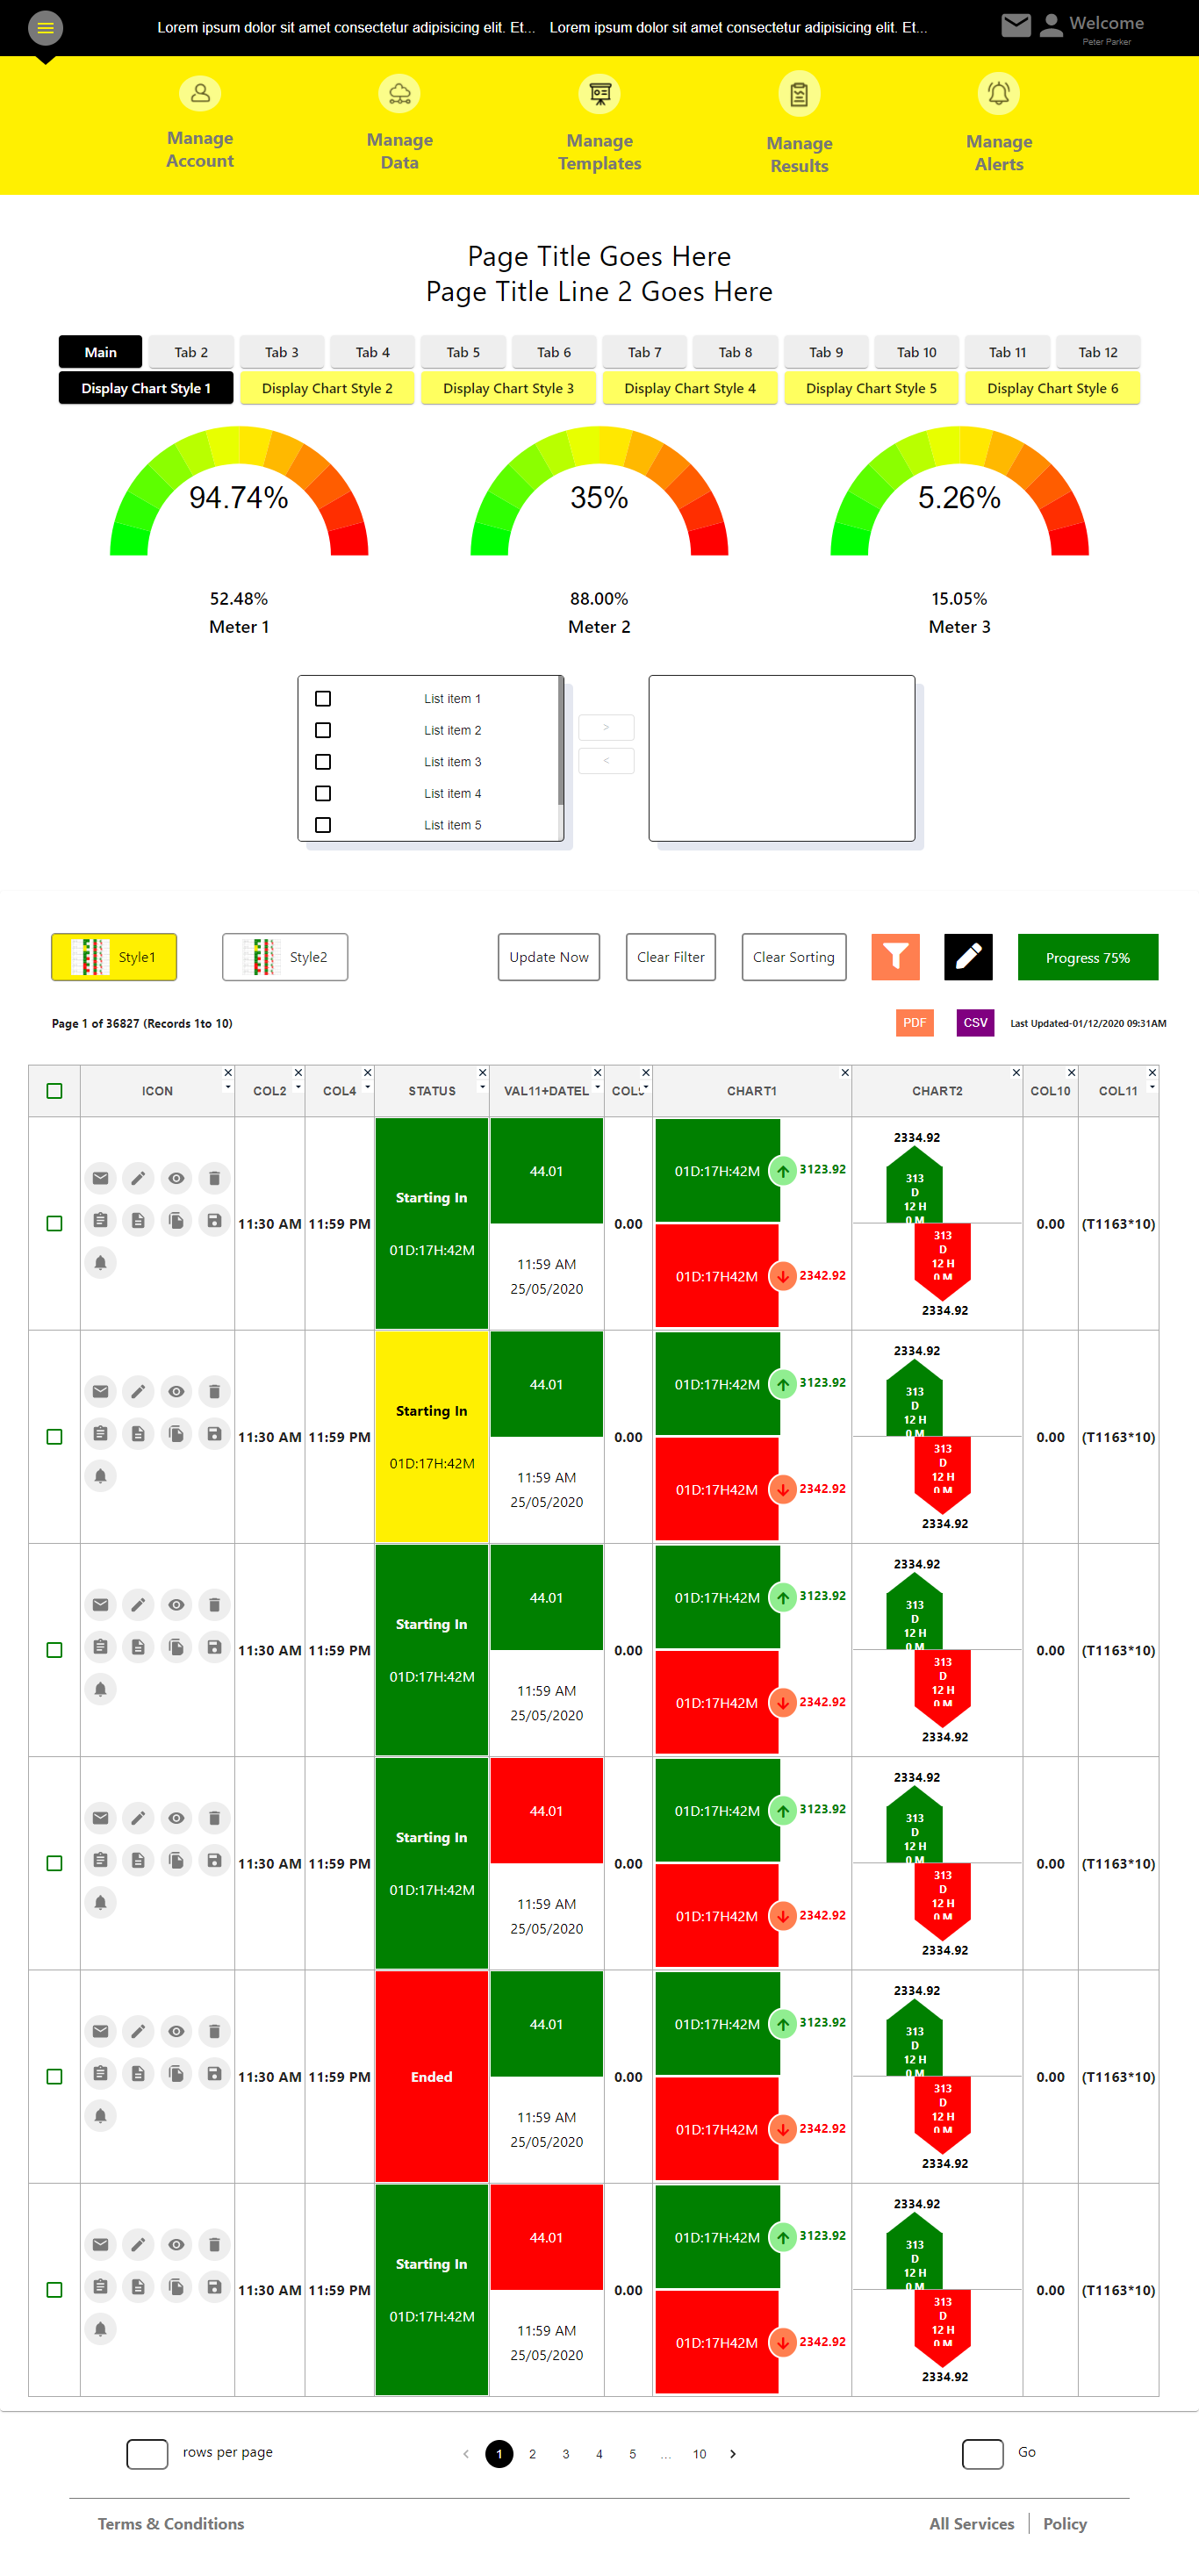 Lorem ipsum dolor sit amet consectetur adipisicing elit. Et... Lorem ipsum dolor sit amet consectetur adipisicing elit. Et...
Welcome
Peter Parker
Manage
Account
Manage
Data
Manage
Templates
Manage
Results
Manage
Alerts
Page Title Goes Here
Page Title Line 2 Goes Here
Main Tab 2 Tab 3 Tab 4 Tab 5 Tab 6 Tab 7 Tab 8 Tab 9 Tab 10 Tab 11 Tab 12
Display Chart Style 1 Display Chart Style 2 Display Chart Style 3 Display Chart Style 4 Display Chart Style 5 Display Chart Style 6
94.74% 35% 5.26%
52.48% 88.00% 15.05%
Meter 1 Meter 2 Meter 3
List item 1
List item 2
List item 3
List item 4
List item 5
>
<
Style1 Style2 Update Now Clear Filter Clear Sorting Progress 75%
Page 1 of 36827 (Records 1to 10) PDF CSV Last Updated-01/12/2020 09:31AM
ICON COL2 COL4 STATUS VAL11+DATEL CHART1 CHART2 COL10 COL11
11:30 AM 11:59 PM
Starting In
01D:17H:42M
44.01
11:59 AM
25/05/2020
0.00
01D:17H:42M 3123.92
01D:17H42M 2342.92
2334.92
313
D
12 H
0 M
313
D
12 H
0 M
2334.92
0.00 (T1163*10)
11:30 AM 11:59 PM
Starting In
01D:17H:42M
44.01
11:59 AM
25/05/2020
0.00
01D:17H:42M 3123.92
01D:17H42M 2342.92
2334.92
313
D
12 H
0 M
313
D
12 H
0 M
2334.92
0.00 (T1163*10)
11:30 AM 11:59 PM
Starting In
01D:17H:42M
44.01
11:59 AM
25/05/2020
0.00
01D:17H:42M 3123.92
01D:17H42M 2342.92
2334.92
313
D
12 H
0 M
313
D
12 H
0 M
2334.92
0.00 (T1163*10)
11:30 AM 11:59 PM
Starting In
01D:17H:42M
44.01
11:59 AM
25/05/2020
0.00
01D:17H:42M 3123.92
01D:17H42M 2342.92
2334.92
313
D
12 H
0 M
313
D
12 H
0 M
2334.92
0.00 (T1163*10)
11:30 AM 11:59 PM
Ended
44.01
11:59 AM
25/05/2020
0.00
01D:17H:42M 3123.92
01D:17H42M 2342.92
2334.92
313
D
12 H
0 M
313
D
12 H
0 M
2334.92
0.00 (T1163*10)
11:30 AM 11:59 PM
Starting In
01D:17H:42M
44.01
11:59 AM
25/05/2020
0.00
01D:17H:42M 3123.92
01D:17H42M 2342.92
2334.92
313
D
12 H
0 M
313
D
12 H
0 M
2334.92
0.00 (T1163*10)
rows per page 1 2 3 4 5 ... 10 Go
Terms & Conditions All Services Policy